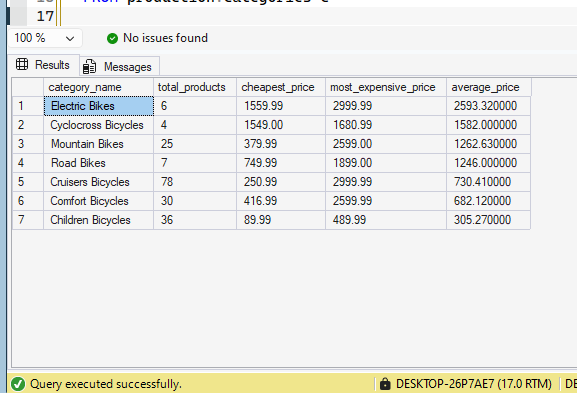 FROM production.categories c
17
100 % No issues found
Results Messages
category_name total_products cheapest_price most_expensive_price average_price
1 Electric Bikes 6 1559.99 2999.99 2593.320000
2 Cyclocross Bicycles 4 1549.00 1680.99 1582.000000
3 Mountain Bikes 25 379.99 2599.00 1262.630000
4 Road Bikes 7 749.99 1899.00 1246.000000
5 Cruisers Bicycles 78 250.99 2999.99 730.410000
6 Comfort Bicycles 30 416.99 2599.99 682.120000
7 Children Bicycles 36 89.99 489.99 305.270000
Query executed successfully. DESKTOP-26P7AE7 (17.0 RTM) DE